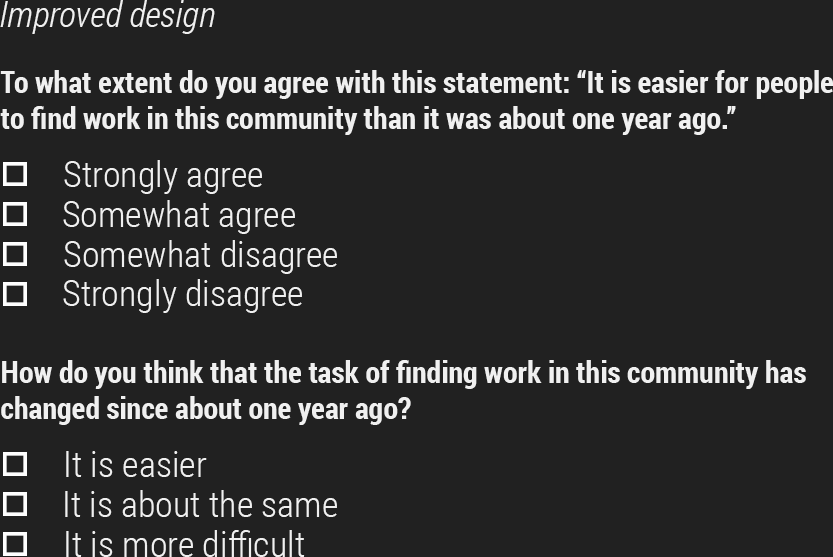 Improved design
To what extent do you agree with this statement: “It is easier for people
to find work in this community than it was about one year ago.”
Strongly agree
Somewhat agree
Somewhat disagree
Strongly disagree
How do you think that the task of finding work in this community has
changed since about one year ago?
It is easier
It is about the same
It is more difficult